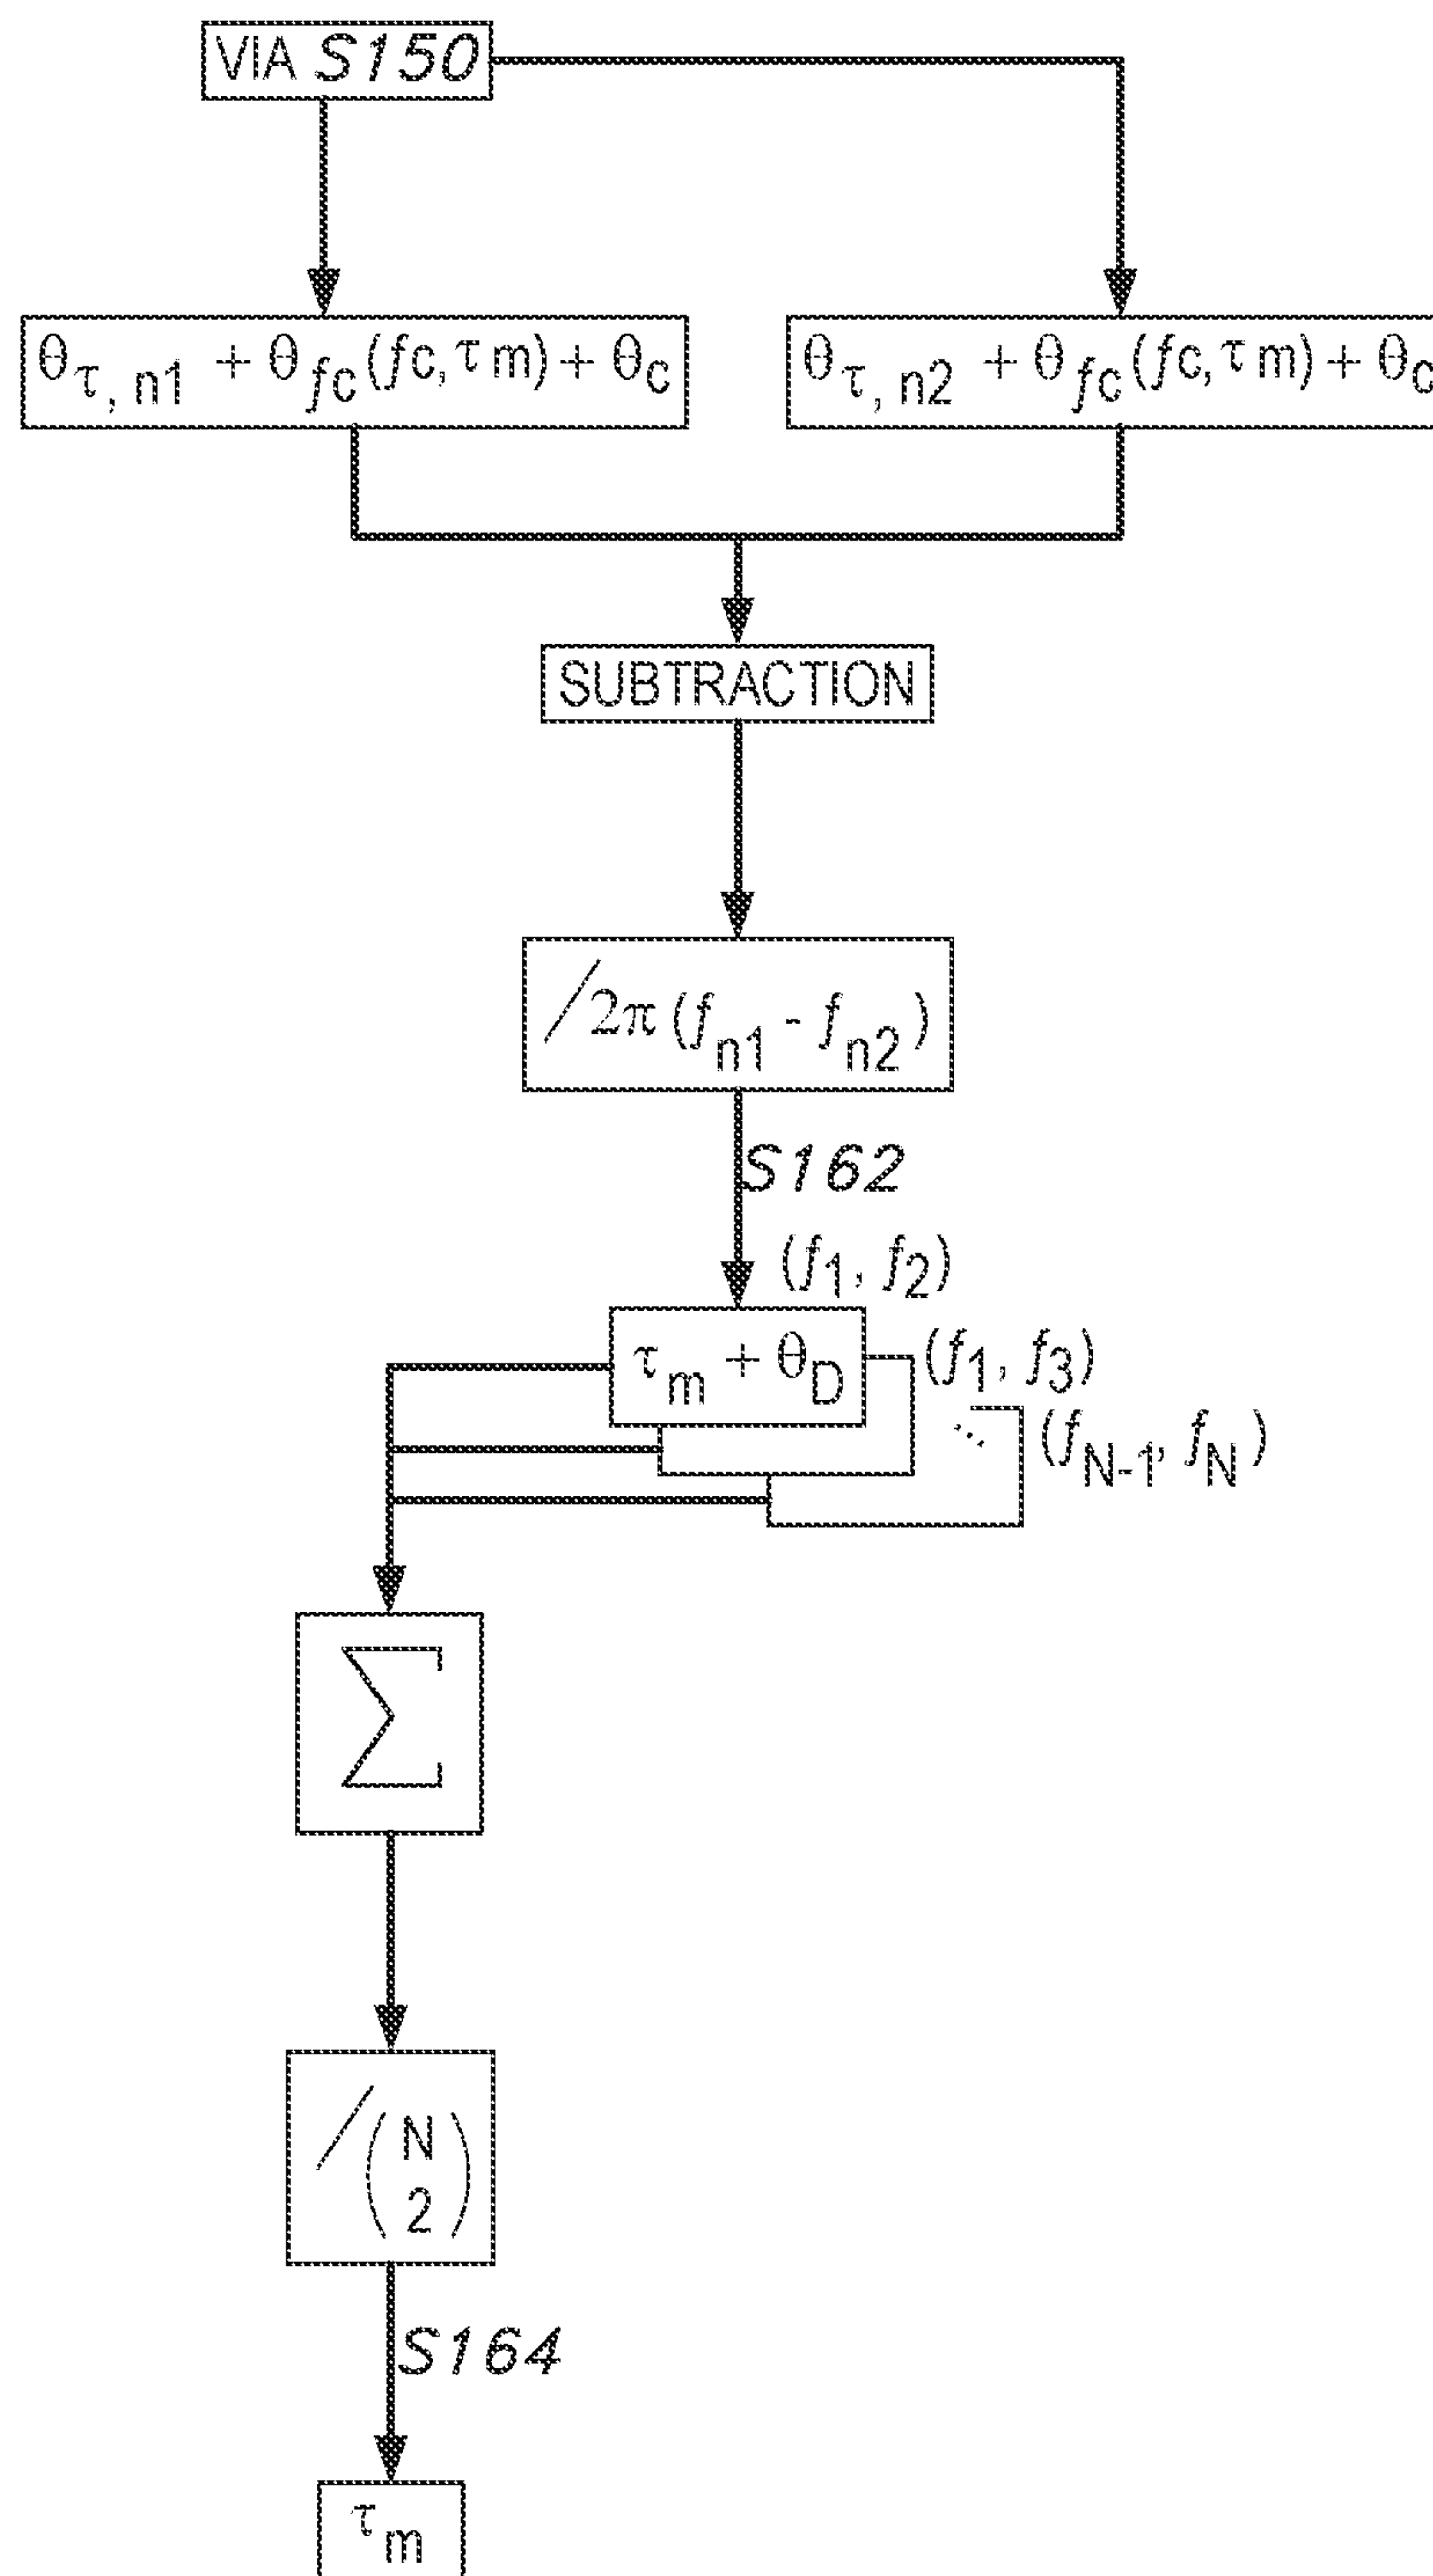 VIA S150
θτ, n1 + θfc(fc, τm) + θc
θτ, n2 + θfc(fc, τm) + θc
SUBTRACTION
/2π (fn1 - fn2)
S162
(f1, f2)
τm + θD
(f1, f3)
...
(fN-1, fN)
∑
/(N
2)
S164
τm